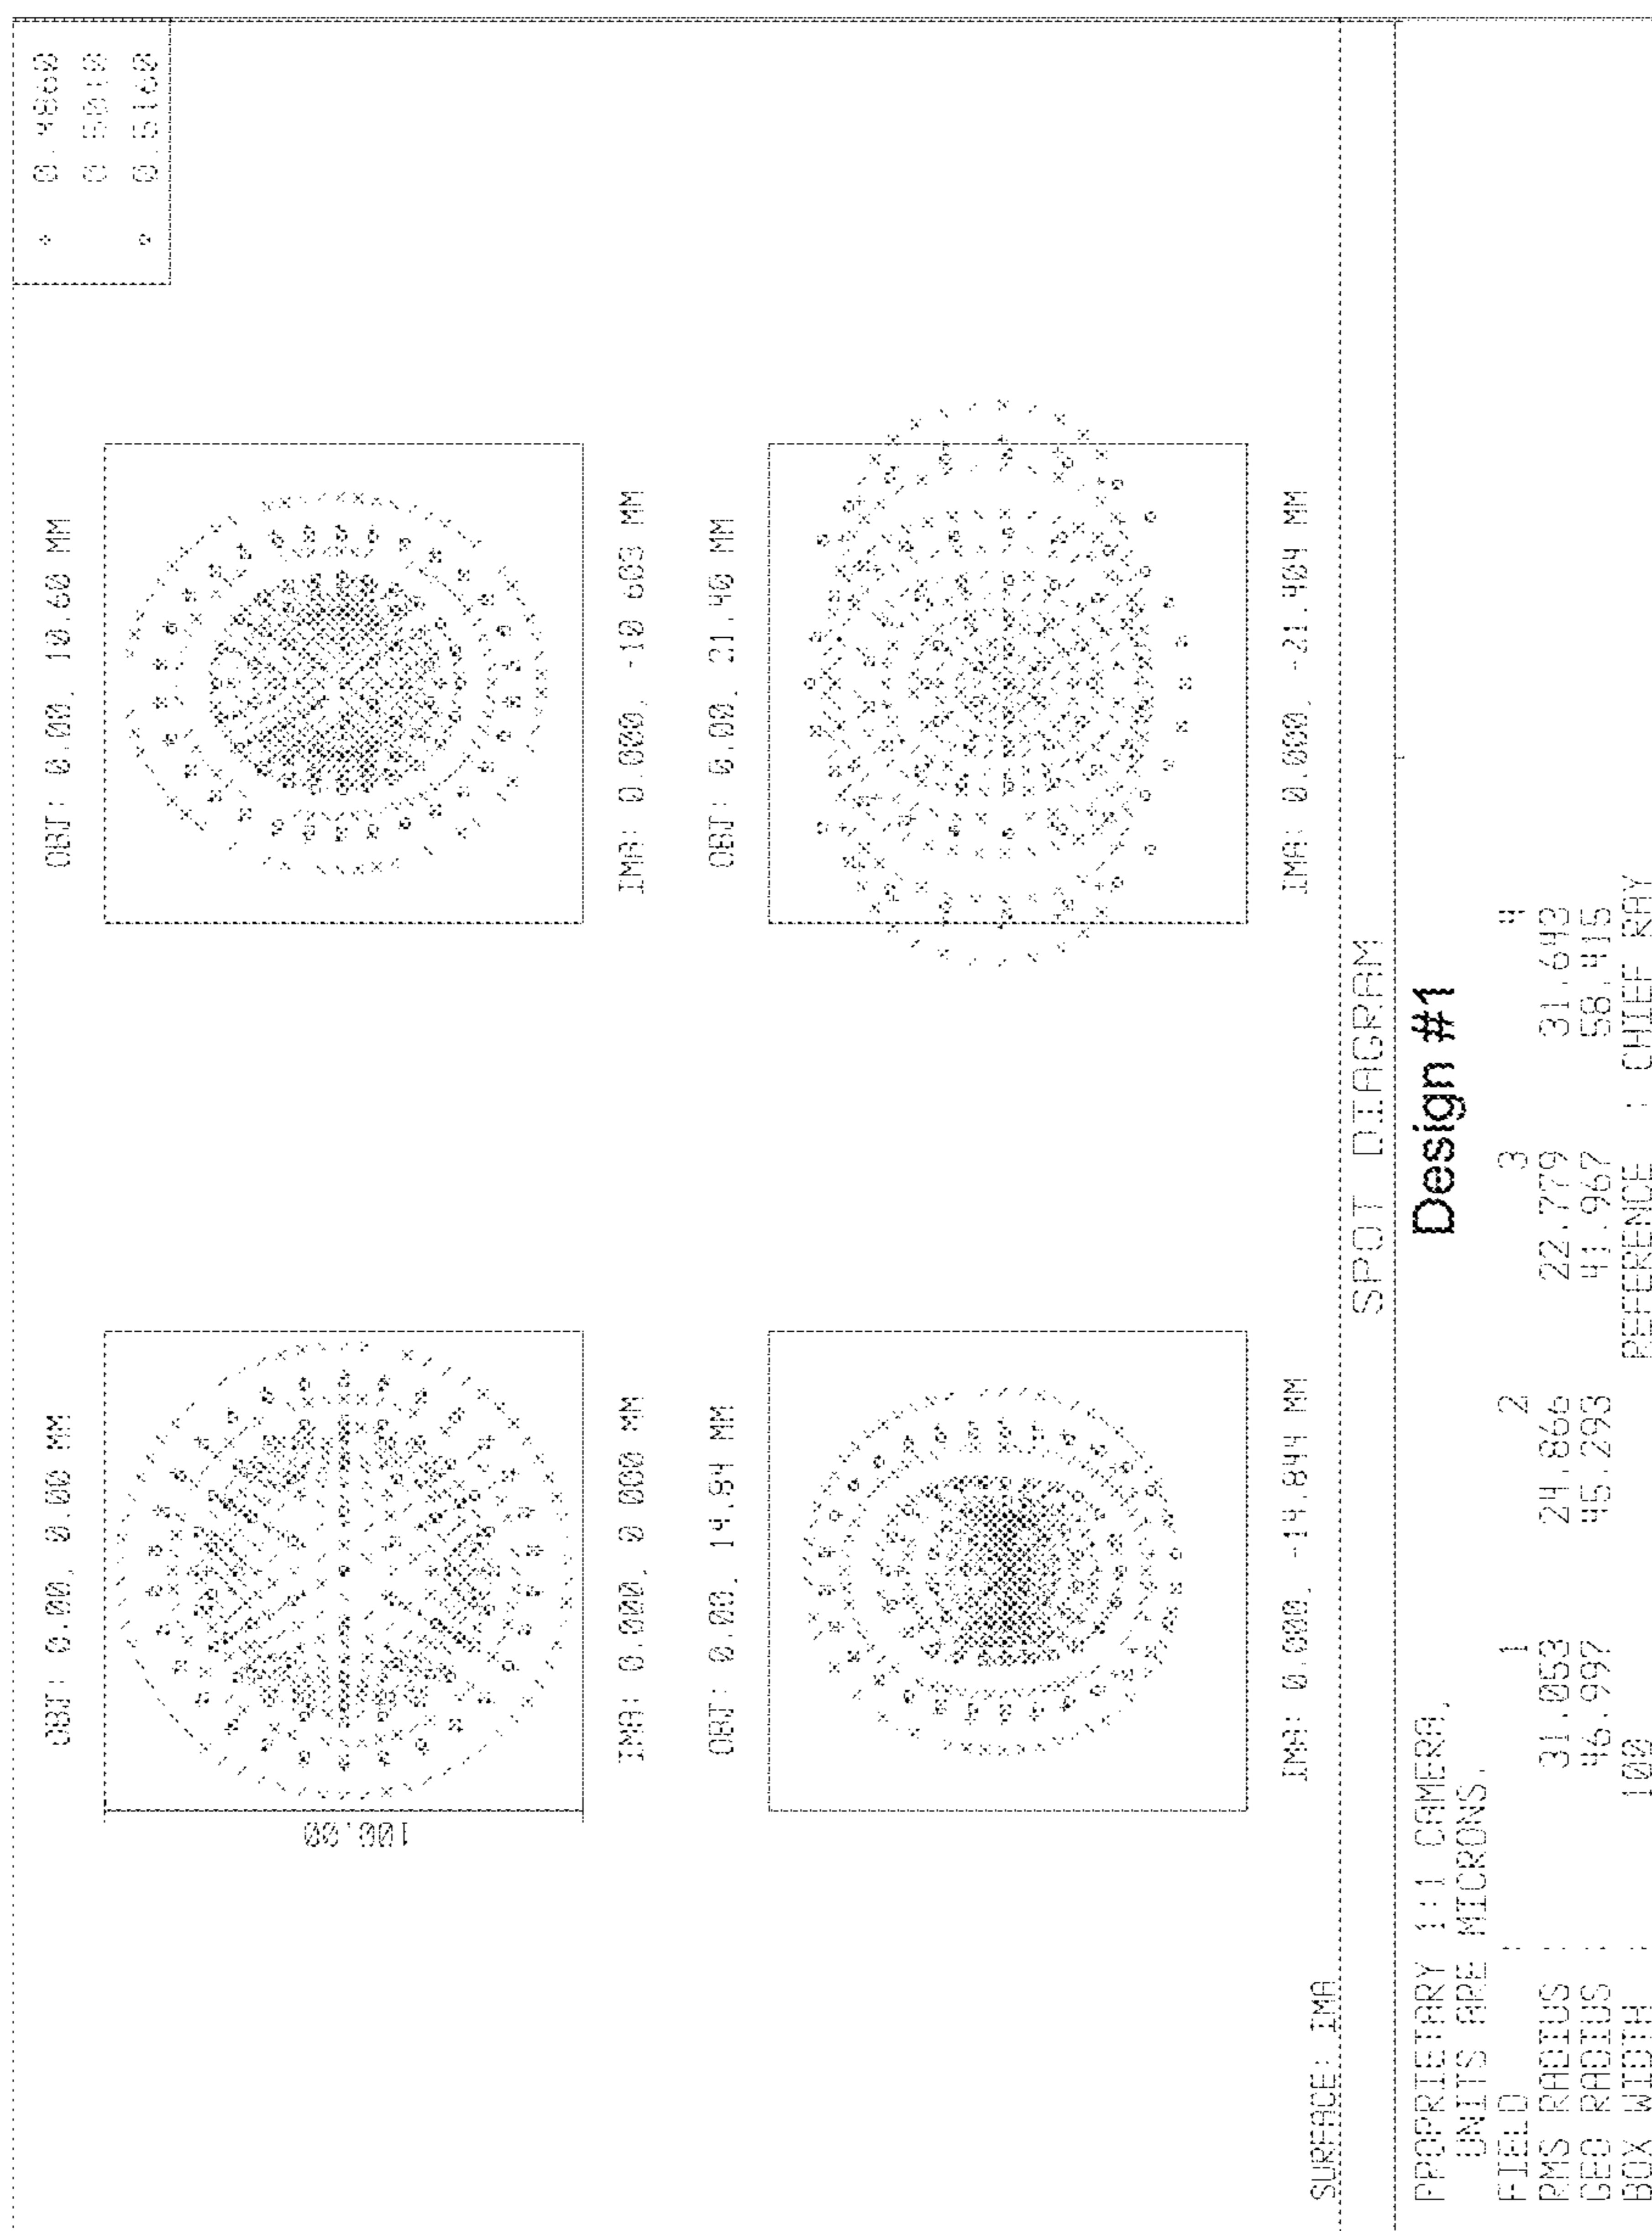 0.4860
0.5010
0.5160
OBJ: 0.00, 0.00 MM
OBJ: 0.00, 10.60 MM
100.00
IMA: 0.000, 0.000 MM
IMA: 0.000, -10.603 MM
OBJ: 0.00, 14.84 MM
OBJ: 0.00, 21.40 MM
IMA: 0.000, -14.844 MM
IMA: 0.000, -21.404 MM
SURFACE: IMA
SPOT DIAGRAM
PROPRIETARY 1:1 CAMERA.
Design #1
UNITS ARE MICRONS.
FIELD : 1 2 3 4
RMS RADIUS : 31.053 24.866 22.779 31.643
GEO RADIUS : 46.997 45.293 41.967 58.415
BOX WIDTH : 100 REFERENCE : CHIEF RAY